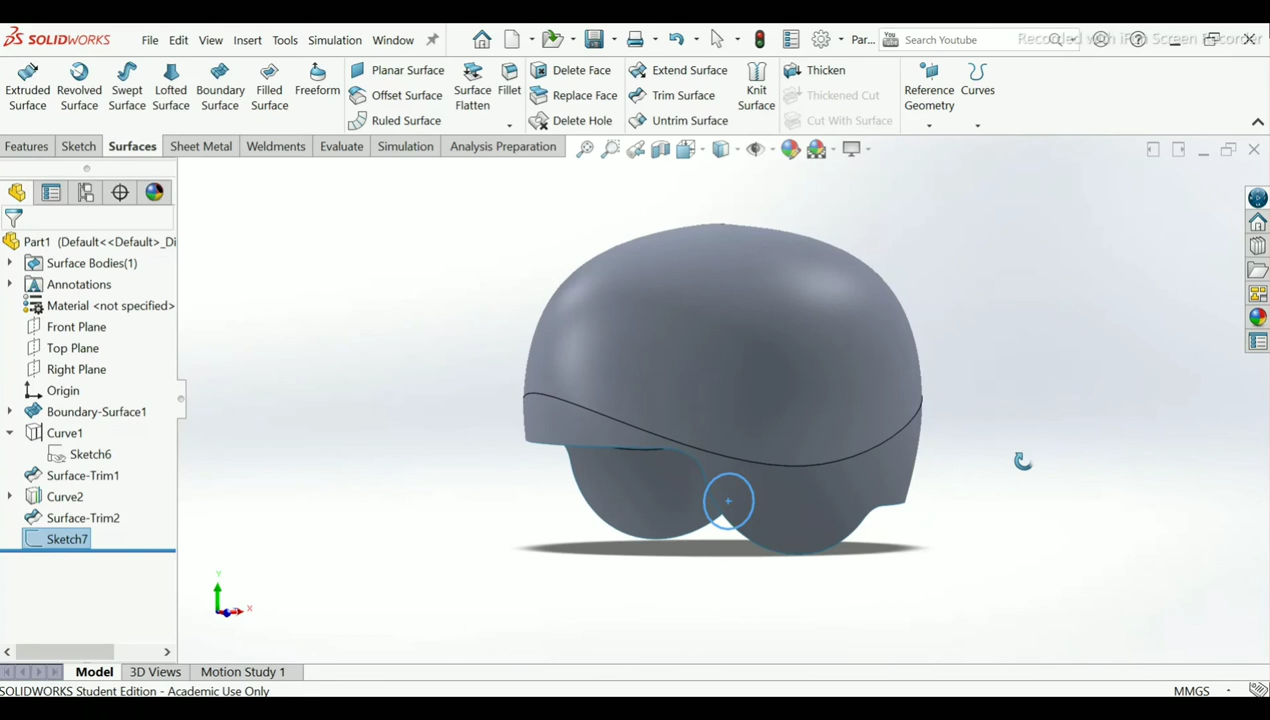 SOLIDWORKS File Edit View Insert Tools Simulation Window Par... Search Youtube
Recorded with iFun Screen Recorder
Extruded Surface Revolved Surface Swept Surface Lofted Surface Boundary Surface Filled Surface Freeform
Planar Surface
Offset Surface
Ruled Surface
Surface Flatten
Fillet
Delete Face
Replace Face
Delete Hole
Extend Surface
Trim Surface
Untrim Surface
Knit Surface
Thicken
Thickened Cut
Cut With Surface
Reference Geometry
Curves
Features Sketch Surfaces Sheet Metal Weldments Evaluate Simulation Analysis Preparation
Part1 (Default<<Default>_Di
Surface Bodies(1)
Annotations
Material <not specified>
Front Plane
Top Plane
Right Plane
Origin
Boundary-Surface1
Curve1
Sketch6
Surface-Trim1
Curve2
Surface-Trim2
Sketch7
Y
X
Model 3D Views Motion Study 1
SOLIDWORKS Student Edition - Academic Use Only
MMGS